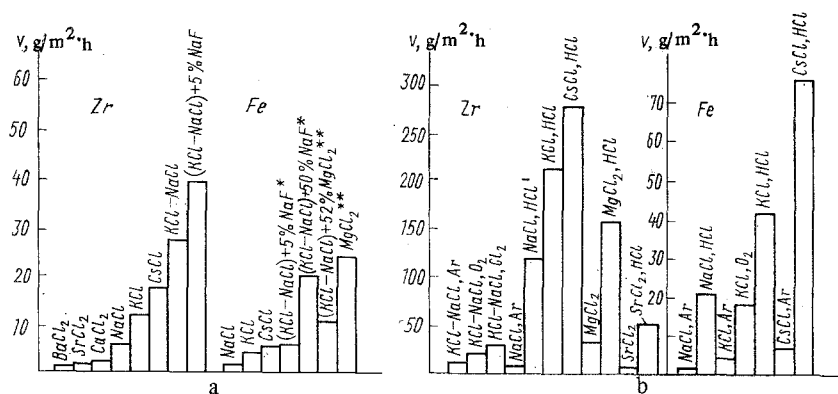 V, g/m²·h
60
50
40
30
20
10
Zr
Fe
BaCl₂
SrCl₂
CaCl₂
NaCl
KCl
CsCl
KCl–NaCl
(KCl–NaCl)+5%NaF
NaCl
KCl
CsCl
(KCl–NaCl)+5%NaF*
(KCl–NaCl)+50%NaF*
(KCl–NaCl)+52%MgCl₂**
MgCl₂**
a
V, g/m²·h
300
250
200
150
100
50
Zr
KCl–NaCl, Ar
KCl–NaCl, O₂
KCl–NaCl, Cl₂
NaCl, Ar
NaCl, HCl
KCl, HCl
CsCl, HCl
MgCl₂
MgCl₂, HCl
SrCl₂
SrCl₂, HCl
V, g/m²·h
70
60
50
40
30
20
Fe
NaCl, Ar
NaCl, HCl
KCl, Ar
KCl, O₂
KCl, HCl
CsCl, Ar
CsCl, HCl
b